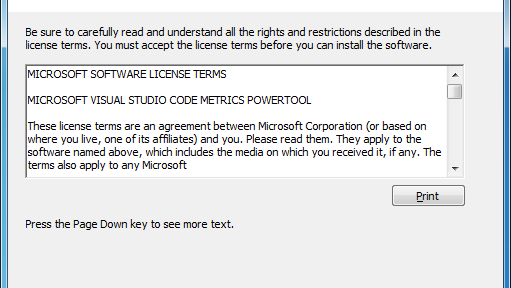 Be sure to carefully read and understand all the rights and restrictions described in the
license terms. You must accept the license terms before you can install the software.
MICROSOFT SOFTWARE LICENSE TERMS
MICROSOFT VISUAL STUDIO CODE METRICS POWERTOOL
These license terms are an agreement between Microsoft Corporation (or based on
where you live, one of its affiliates) and you. Please read them. They apply to the
software named above, which includes the media on which you received it, if any. The
terms also apply to any Microsoft
Print
Press the Page Down key to see more text.